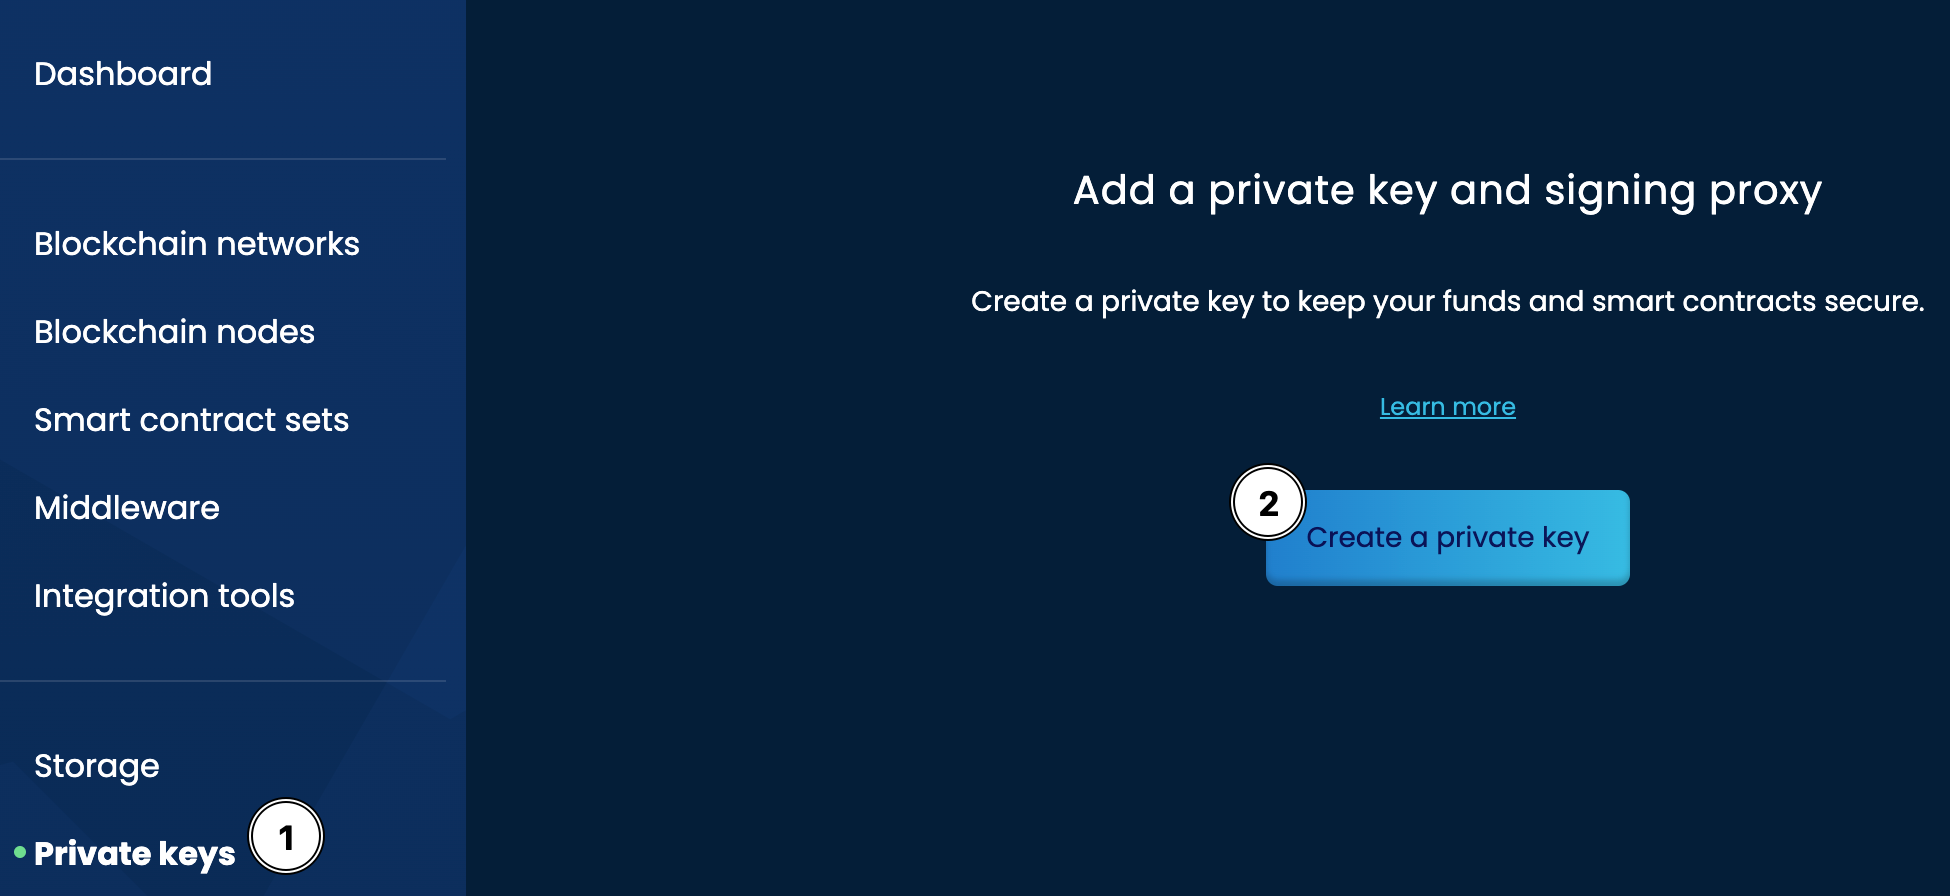 Dashboard
Blockchain networks
Blockchain nodes
Smart contract sets
Middleware
Integration tools
Storage
Private keys
1
Add a private key and signing proxy
Create a private key to keep your funds and smart contracts secure.
Learn more
2
Create a private key